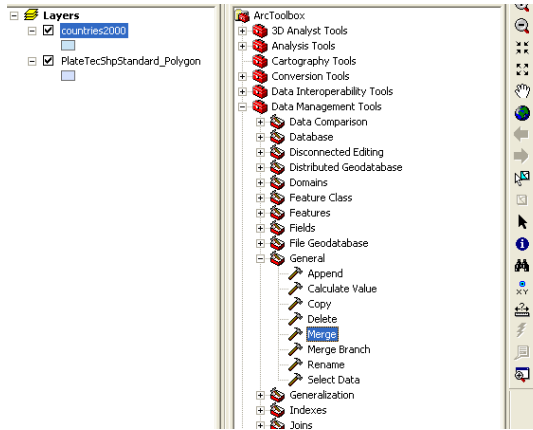 Layers
countries2000
PlateTecShpStandard_Polygon
ArcToolbox
3D Analyst Tools
Analysis Tools
Cartography Tools
Conversion Tools
Data Interoperability Tools
Data Management Tools
Data Comparison
Database
Disconnected Editing
Distributed Geodatabase
Domains
Feature Class
Features
Fields
File Geodatabase
General
Append
Calculate Value
Copy
Delete
Merge
Merge Branch
Rename
Select Data
Generalization
Indexes
Joins
XY